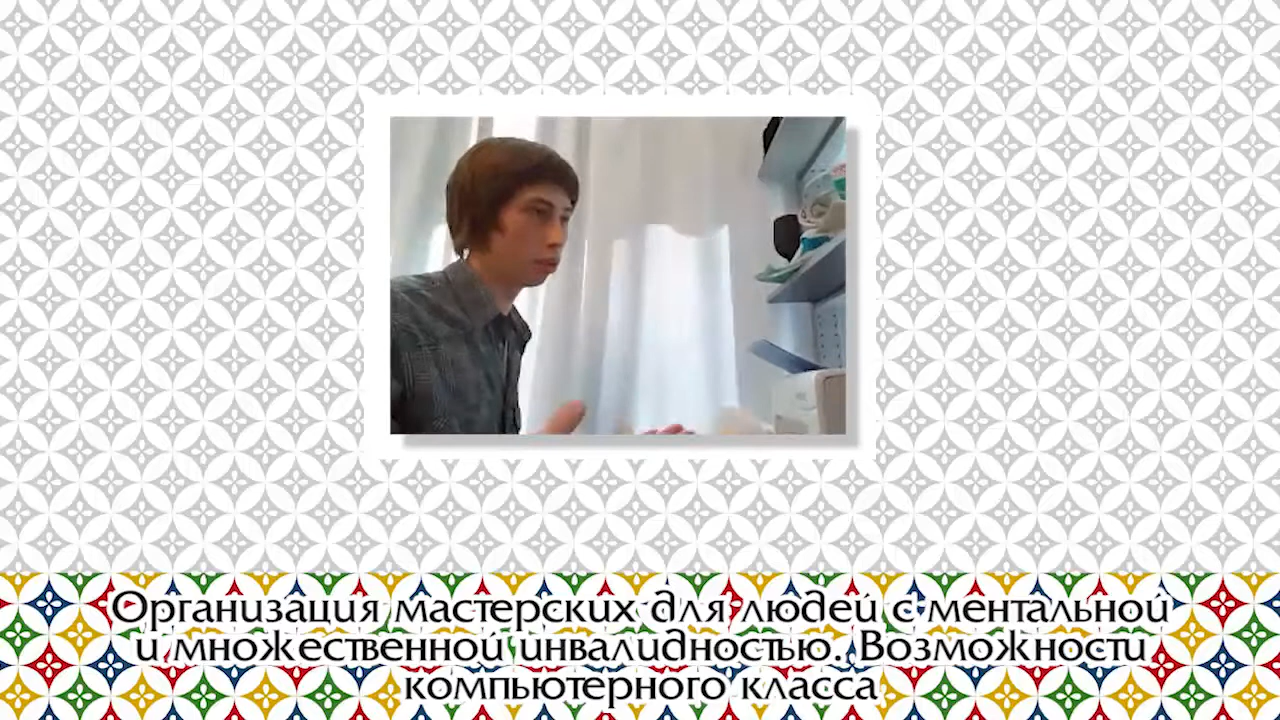 Организация мастерских для людей с ментальной
и множественной инвалидностью. Возможности
компьютерного класса